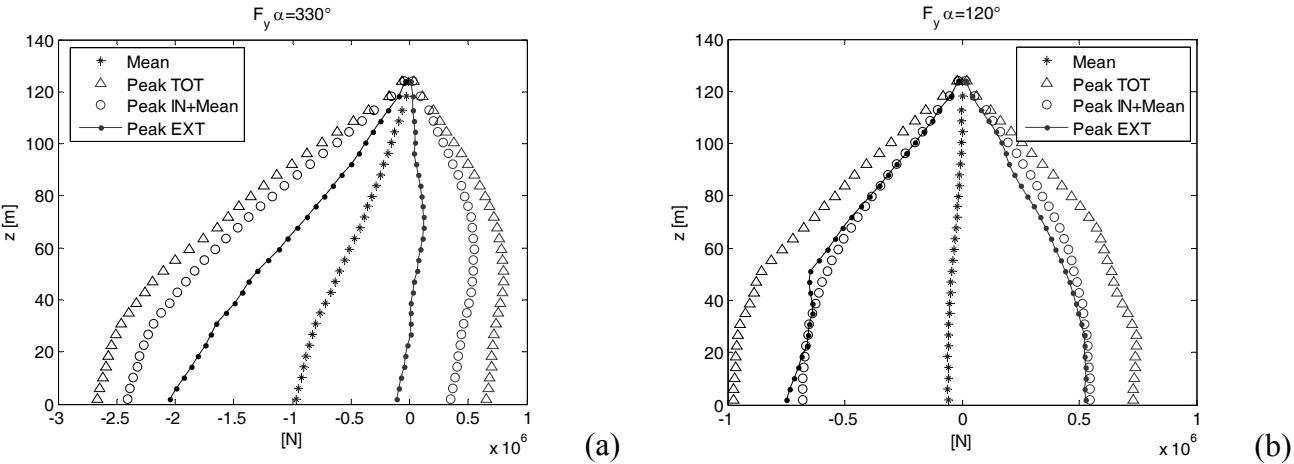 F_y α=330°
140
120
100
80
60
40
20
0
z [m]
Mean
Peak TOT
Peak IN+Mean
Peak EXT
-3 -2.5 -2 -1.5 -1 -0.5 0 0.5 1
[N]
x 10^6
(a)
F_y α=120°
140
120
100
80
60
40
20
0
z [m]
Mean
Peak TOT
Peak IN+Mean
Peak EXT
-1 -0.5 0 0.5 1
[N]
x 10^6
(b)